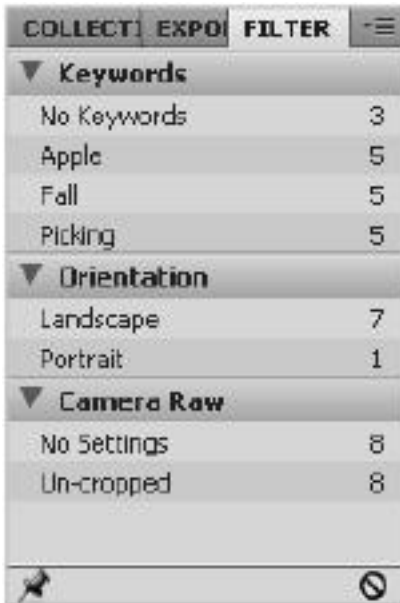 COLLECTI EXPO FILTER
Keywords
No Keywords 3
Apple 5
Fall 5
Picking 5
Orientation
Landscape 7
Portrait 1
Camera Raw
No Settings 8
Un-cropped 8